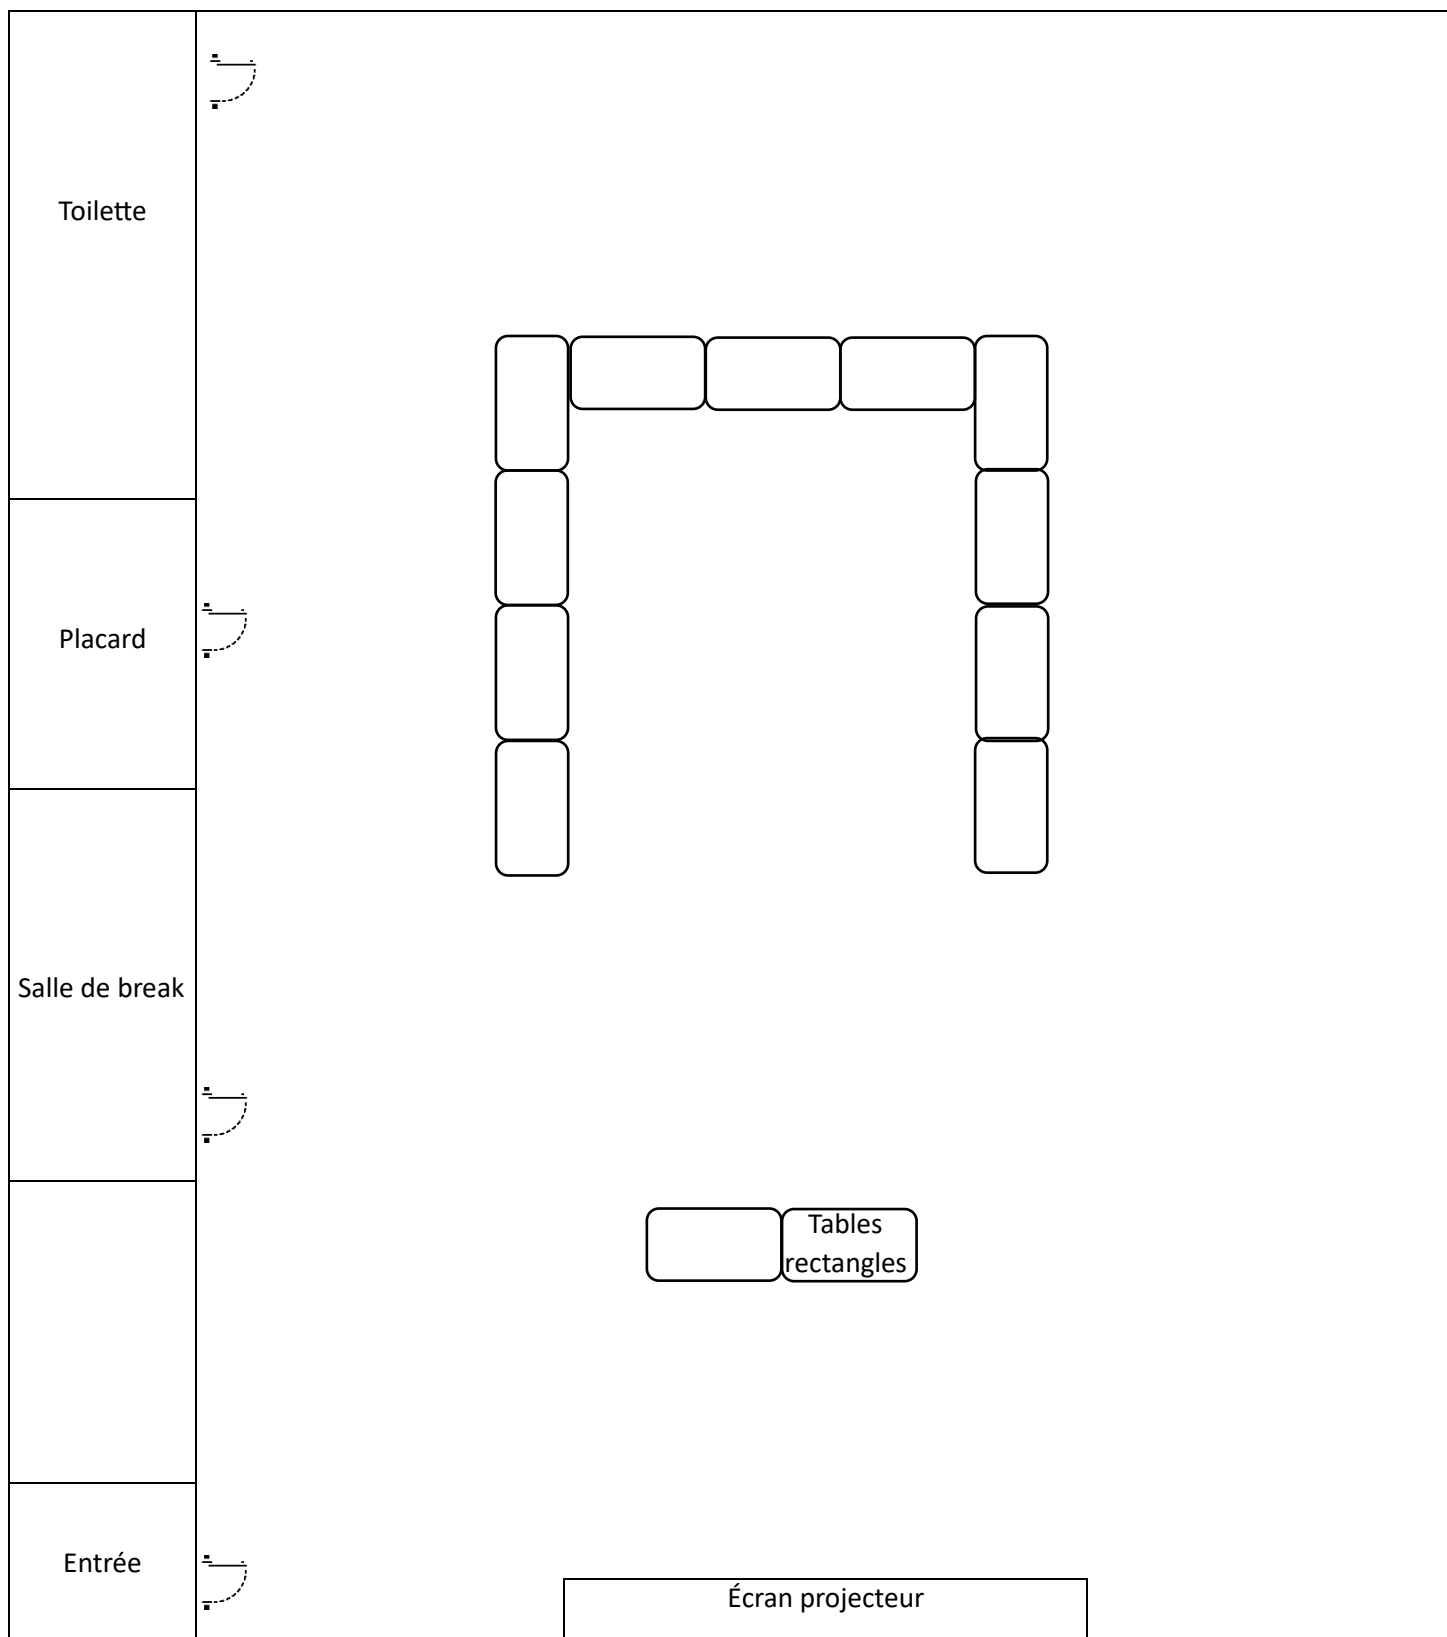 Toilette
Placard
Salle de break
Tables
rectangles
Entrée
Écran projecteur